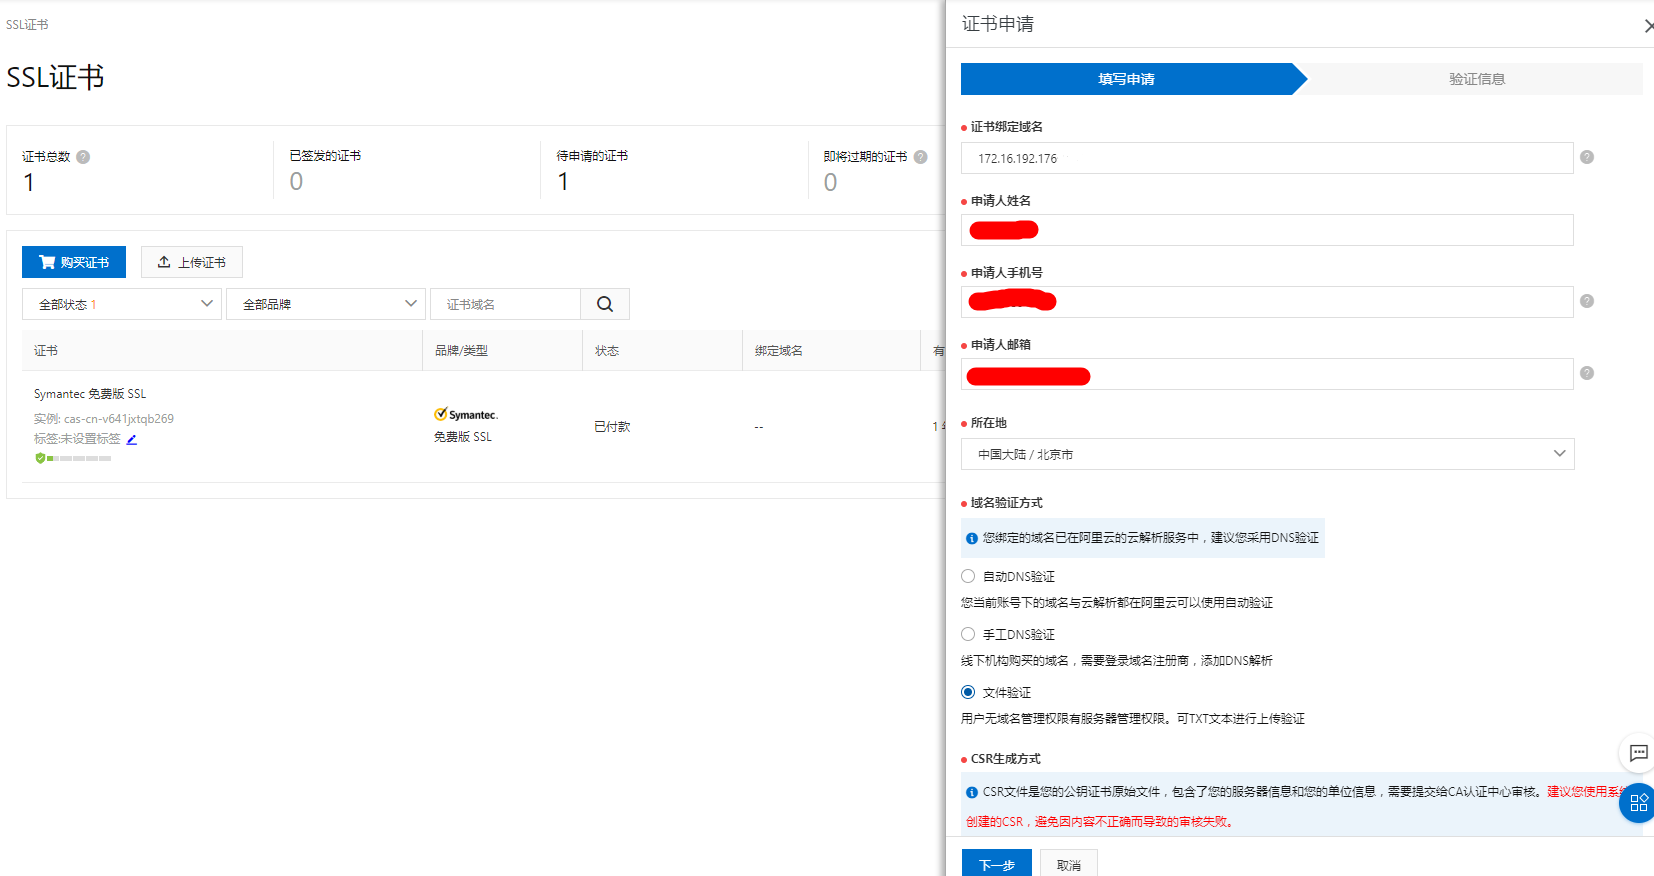 SSL证书
SSL证书
证书总数
1
已签发的证书
0
待申请的证书
1
即将过期的证书
0
购买证书
上传证书
全部状态 1
全部品牌
证书域名
证书
品牌/类型
状态
绑定域名
有
Symantec 免费版 SSL
实例: cas-cn-v641jxtqb269
标签:未设置标签
Symantec.
免费版 SSL
已付款
--
1
证书申请
填写申请
验证信息
证书绑定域名
172.16.192.176
申请人姓名
申请人手机号
申请人邮箱
所在地
中国大陆 / 北京市
域名验证方式
您绑定的域名已在阿里云的云解析服务中，建议您采用DNS验证
自动DNS验证
您当前账号下的域名与云解析都在阿里云可以使用自动验证
手工DNS验证
线下机构购买的域名，需要登录域名注册商，添加DNS解析
文件验证
用户无域名管理权限有服务器管理权限。可TXT文本进行上传验证
CSR生成方式
CSR文件是您的公钥证书原始文件，包含了您的服务器信息和您的单位信息，需要提交给CA认证中心审核。建议您使用系
创建的CSR，避免因内容不正确而导致的审核失败。
下一步
取消